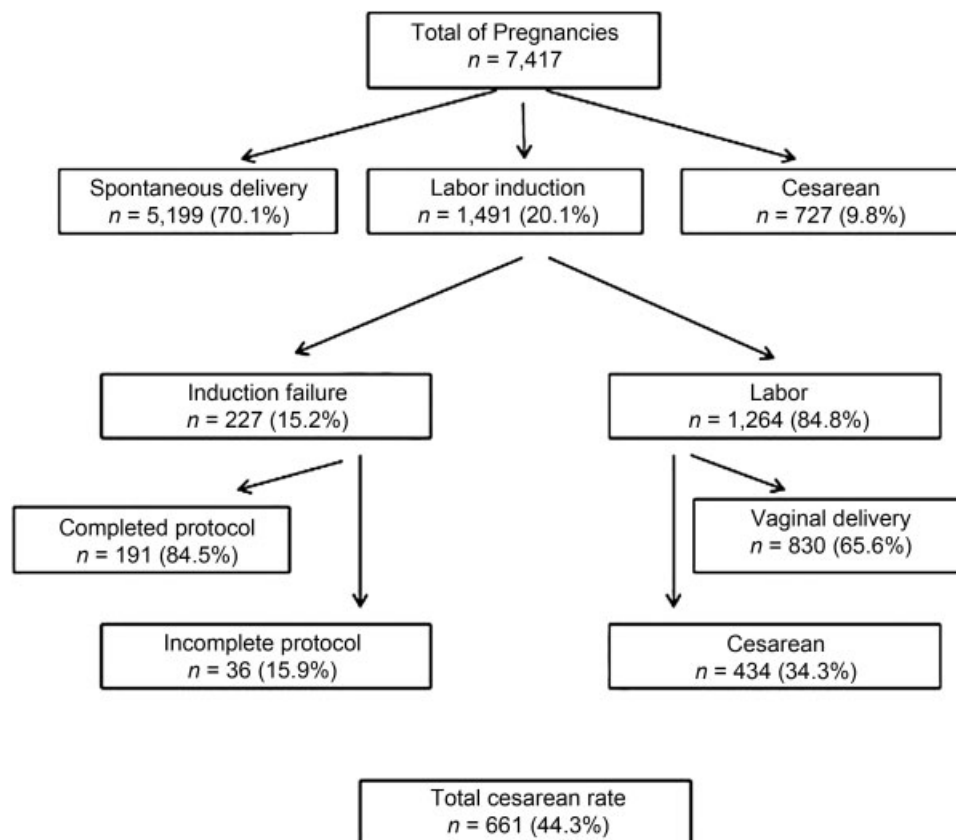 Total of Pregnancies
n = 7,417
Spontaneous delivery
n = 5,199 (70.1%)
Labor induction
n = 1,491 (20.1%)
Cesarean
n = 727 (9.8%)
Induction failure
n = 227 (15.2%)
Labor
n = 1,264 (84.8%)
Completed protocol
n = 191 (84.5%)
Vaginal delivery
n = 830 (65.6%)
Incomplete protocol
n = 36 (15.9%)
Cesarean
n = 434 (34.3%)
Total cesarean rate
n = 661 (44.3%)